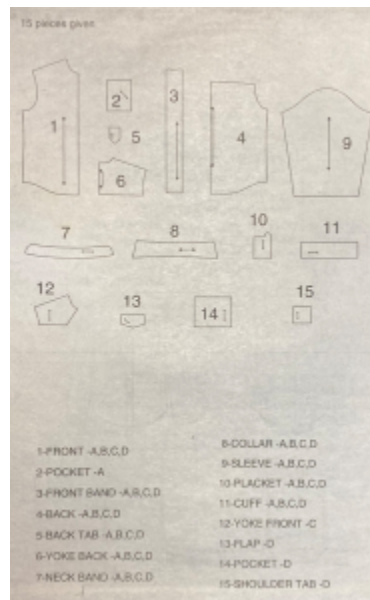 15 pieces given
1
2
3
4
5
6
7
8
9
10
11
12
13
14
15
1-FRONT -A,B,C,D
2-POCKET -A
3-FRONT BAND -A,B,C,D
4-BACK -A,B,C,D
5-BACK TAB -A,B,C,D
6-YOKE BACK -A,B,C,D
7-NECK BAND -A,B,C,D
8-COLLAR -A,B,C,D
9-SLEEVE -A,B,C,D
10-PLACKET -A,B,C,D
11-CUFF -A,B,C,D
12-YOKE FRONT -C
13-FLAP -D
14-POCKET -D
15-SHOULDER TAB -D